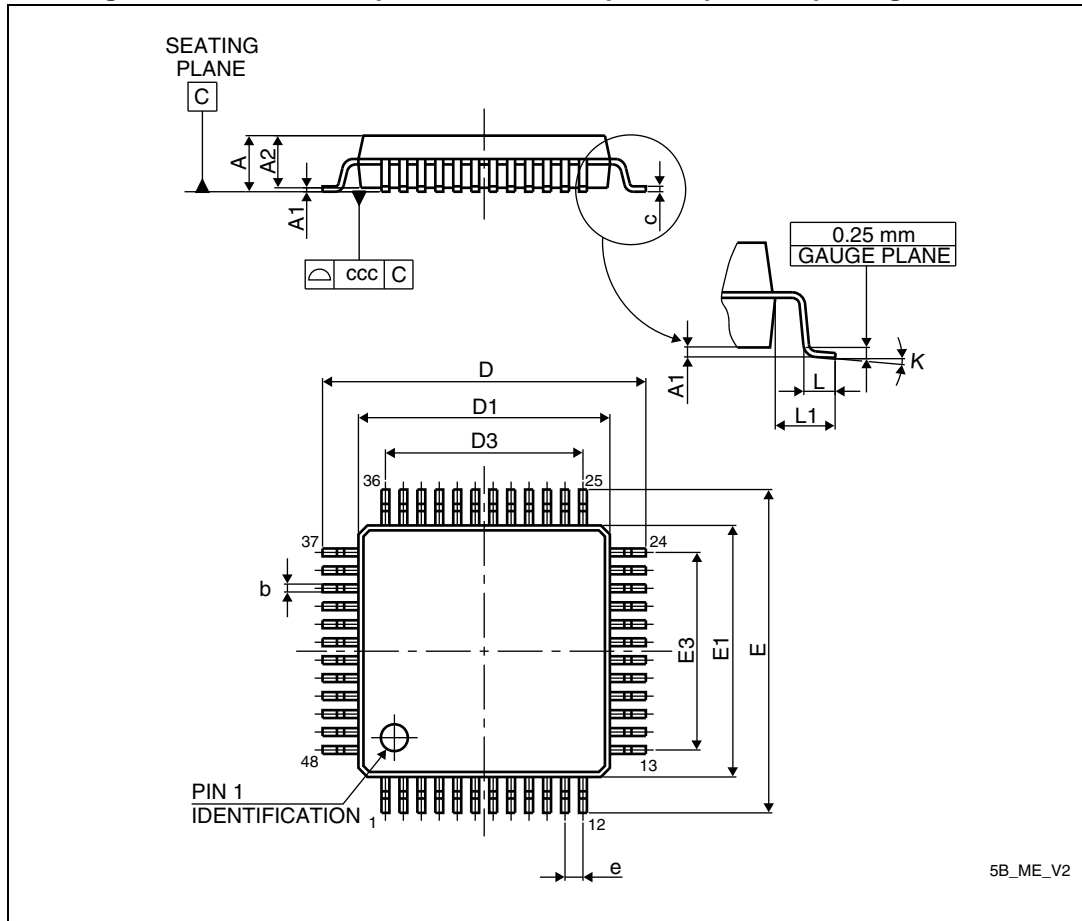 SEATING
PLANE
C
A
A2
A1
c
ccc C
0.25 mm
GAUGE PLANE
A1
K
L
L1
D
D1
D3
36
25
37
24
b
E3
E1
E
48
13
PIN 1
IDENTIFICATION
1
12
e
5B_ME_V2